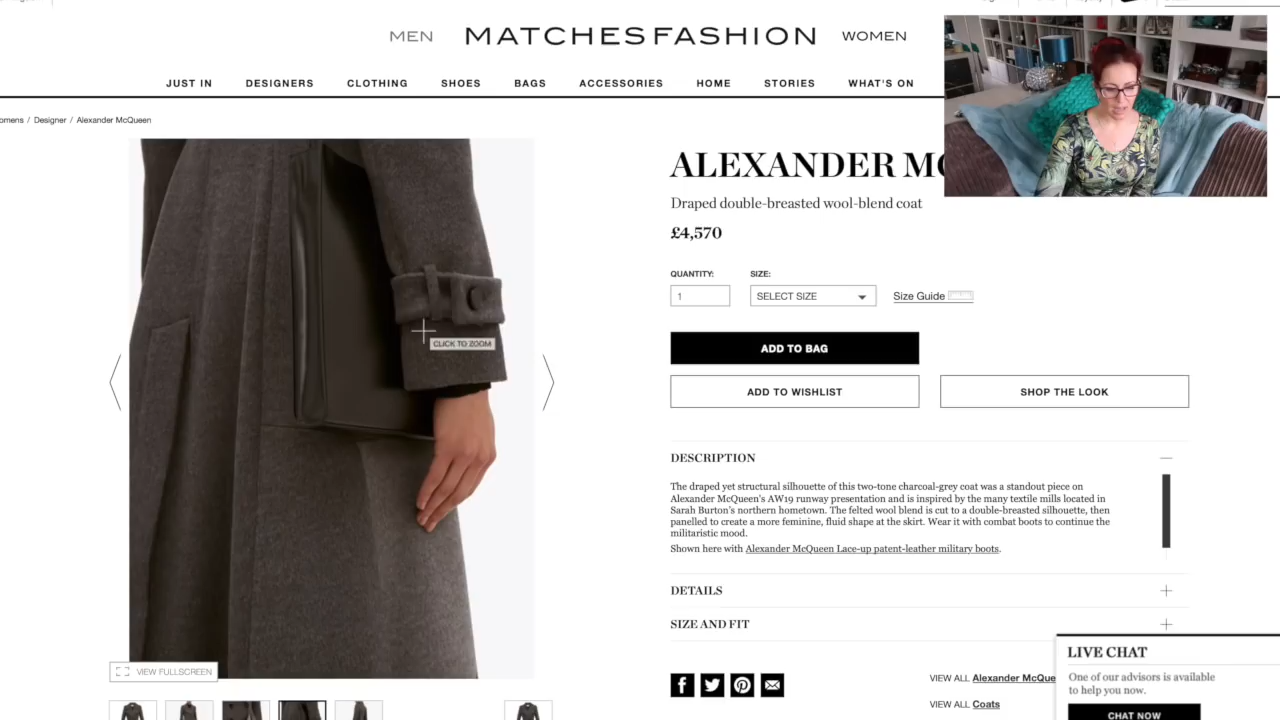 MEN
MATCHESFASHION
WOMEN
JUST IN
DESIGNERS
CLOTHING
SHOES
BAGS
ACCESSORIES
HOME
STORIES
WHAT'S ON
omens / Designer / Alexander McQueen
ALEXANDER MC
Draped double-breasted wool-blend coat
£4,570
QUANTITY:
SIZE:
1
SELECT SIZE
Size Guide
ADD TO BAG
ADD TO WISHLIST
SHOP THE LOOK
CLICK TO ZOOM
DESCRIPTION
The draped yet structural silhouette of this two-tone charcoal-grey coat was a standout piece on
Alexander McQueen's AW19 runway presentation and is inspired by the many textile mills located in
Sarah Burton's northern hometown. The felted wool blend is cut to a double-breasted silhouette, then
panelled to create a more feminine, fluid shape at the skirt. Wear it with combat boots to continue the
militaristic mood.
Shown here with Alexander McQueen Lace-up patent-leather military boots.
DETAILS
SIZE AND FIT
VIEW FULLSCREEN
VIEW ALL Alexander McQue
VIEW ALL Coats
LIVE CHAT
One of our advisors is available
to help you now.
CHAT NOW